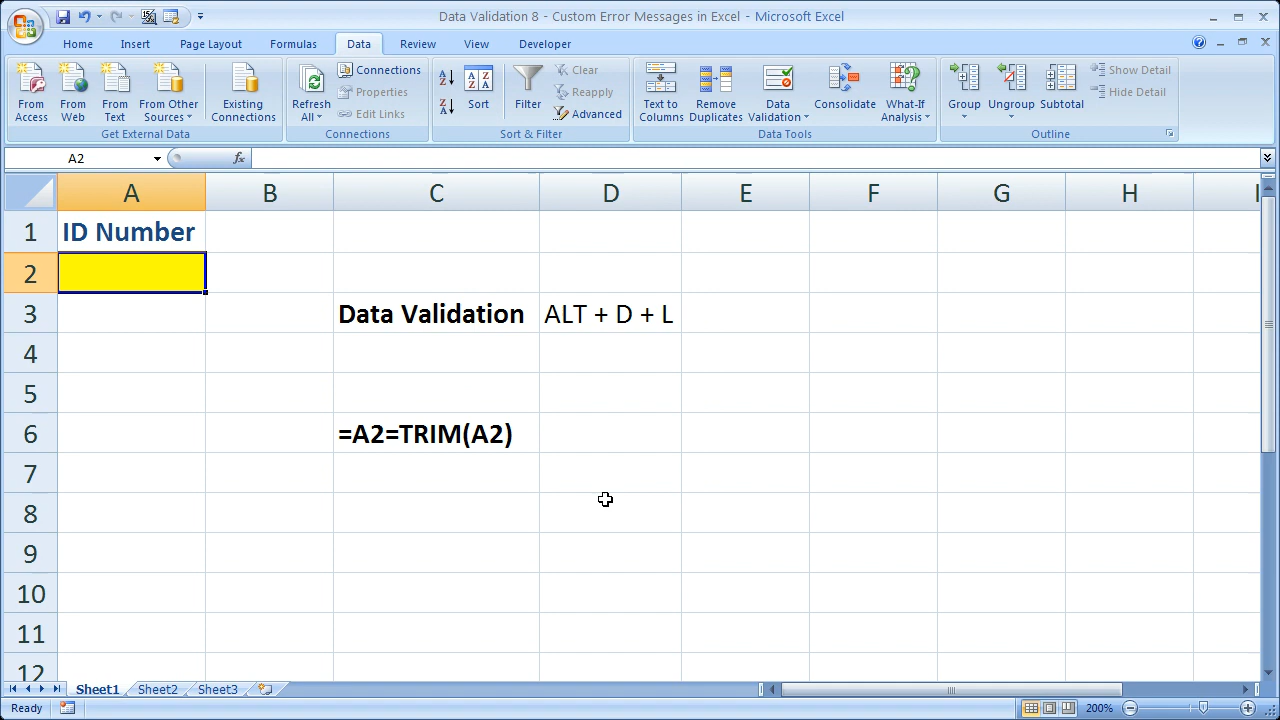 Data Validation 8 - Custom Error Messages in Excel - Microsoft Excel
Home Insert Page Layout Formulas Data Review View Developer
From Access
From Web
From Text
From Other Sources
Existing Connections
Get External Data
Refresh All
Connections
Properties
Edit Links
Connections
A Z
Z A
Sort
Filter
Clear
Reapply
Advanced
Sort & Filter
Text to Columns
Remove Duplicates
Data Validation
Consolidate
What-If Analysis
Data Tools
Group
Ungroup
Subtotal
Show Detail
Hide Detail
Outline
A2 fx
A B C D E F G H I
1 ID Number
2
3 Data Validation ALT + D + L
4
5
6 =A2=TRIM(A2)
7
8
9
10
11
12
Sheet1 Sheet2 Sheet3
Ready 200%